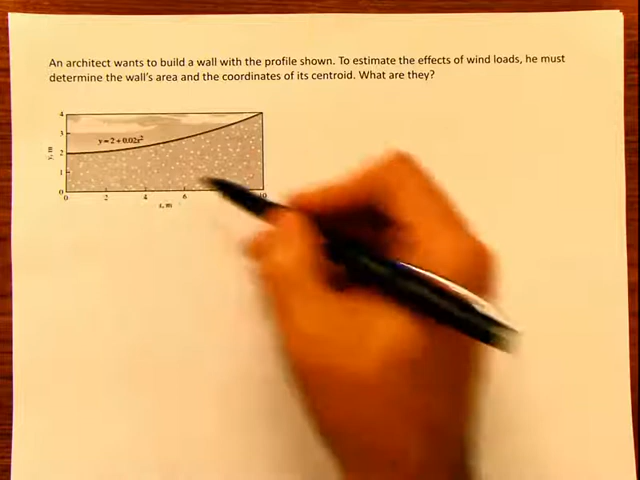 An architect wants to build a wall with the profile shown. To estimate the effects of wind loads, he must
determine the wall's area and the coordinates of its centroid. What are they?
4
3
y = 2 + 0.02x²
2
y, m
1
0
0 2 4 6 10
x, m